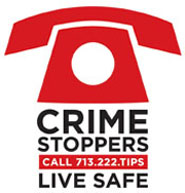 CRIME
STOPPERS
CALL 713.222.TIPS
LIVE SAFE